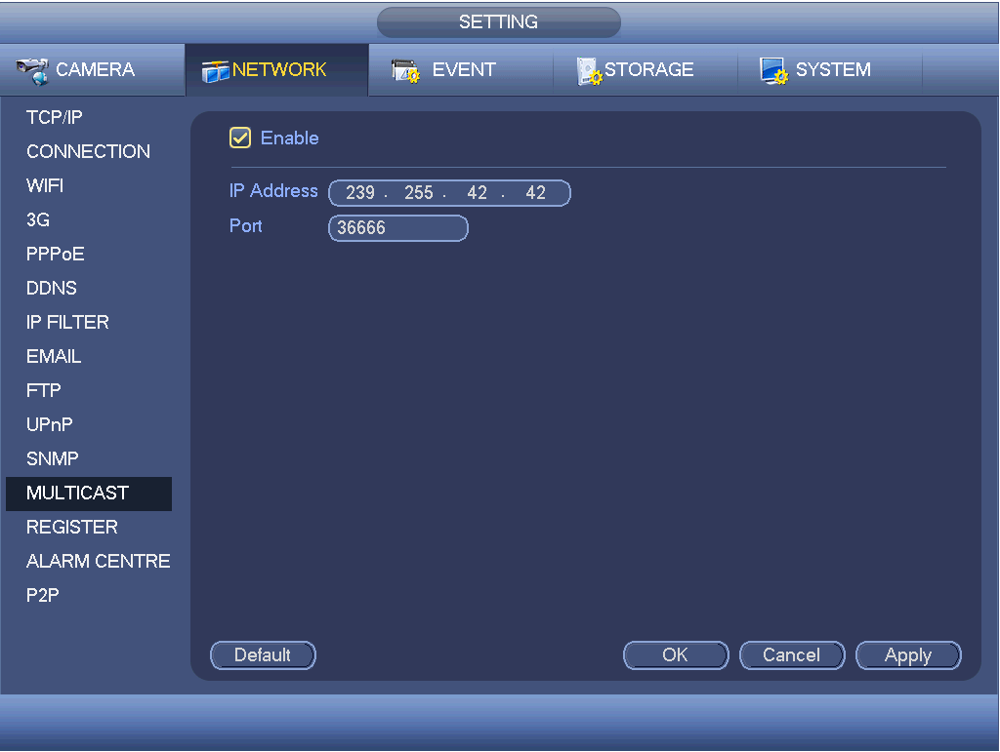 SETTING
CAMERA NETWORK EVENT STORAGE SYSTEM
TCP/IP
CONNECTION
WIFI
3G
PPPoE
DDNS
IP FILTER
EMAIL
FTP
UPnP
SNMP
MULTICAST
REGISTER
ALARM CENTRE
P2P
Enable
IP Address 239 . 255 . 42 . 42
Port 36666
Default OK Cancel Apply